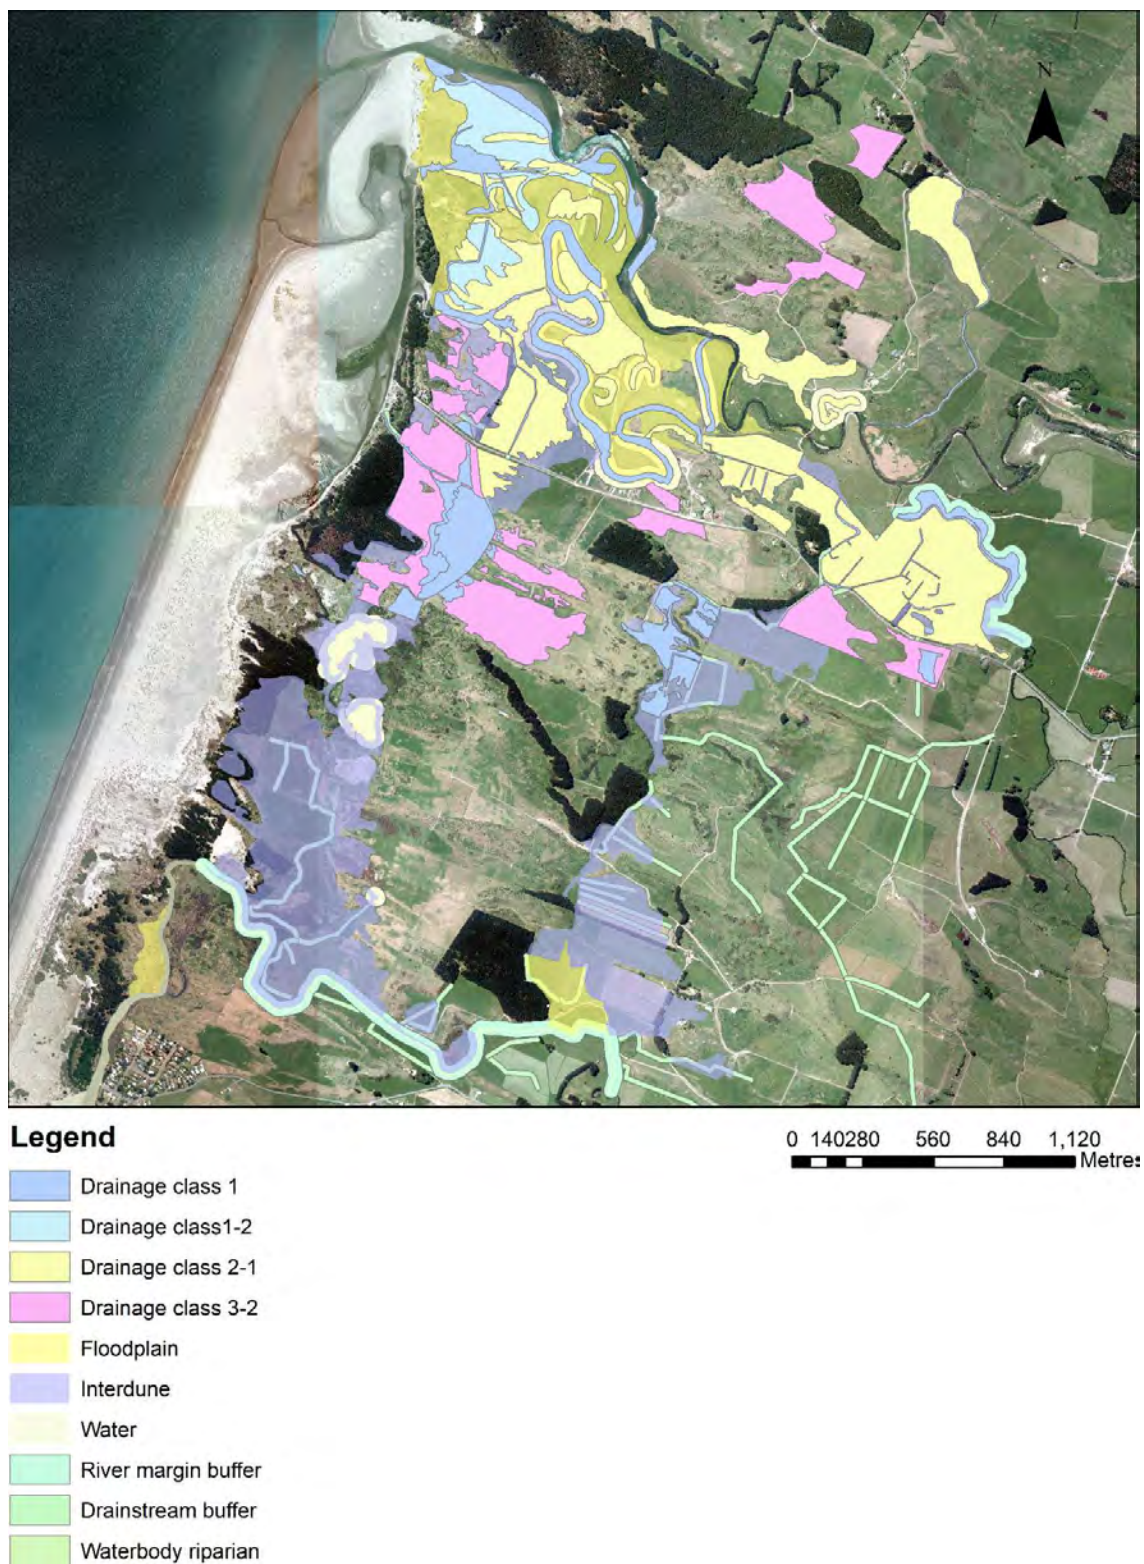 N
Legend
0 140280 560 840 1,120
Metres
Drainage class 1
Drainage class1-2
Drainage class 2-1
Drainage class 3-2
Floodplain
Interdune
Water
River margin buffer
Drainstream buffer
Waterbody riparian